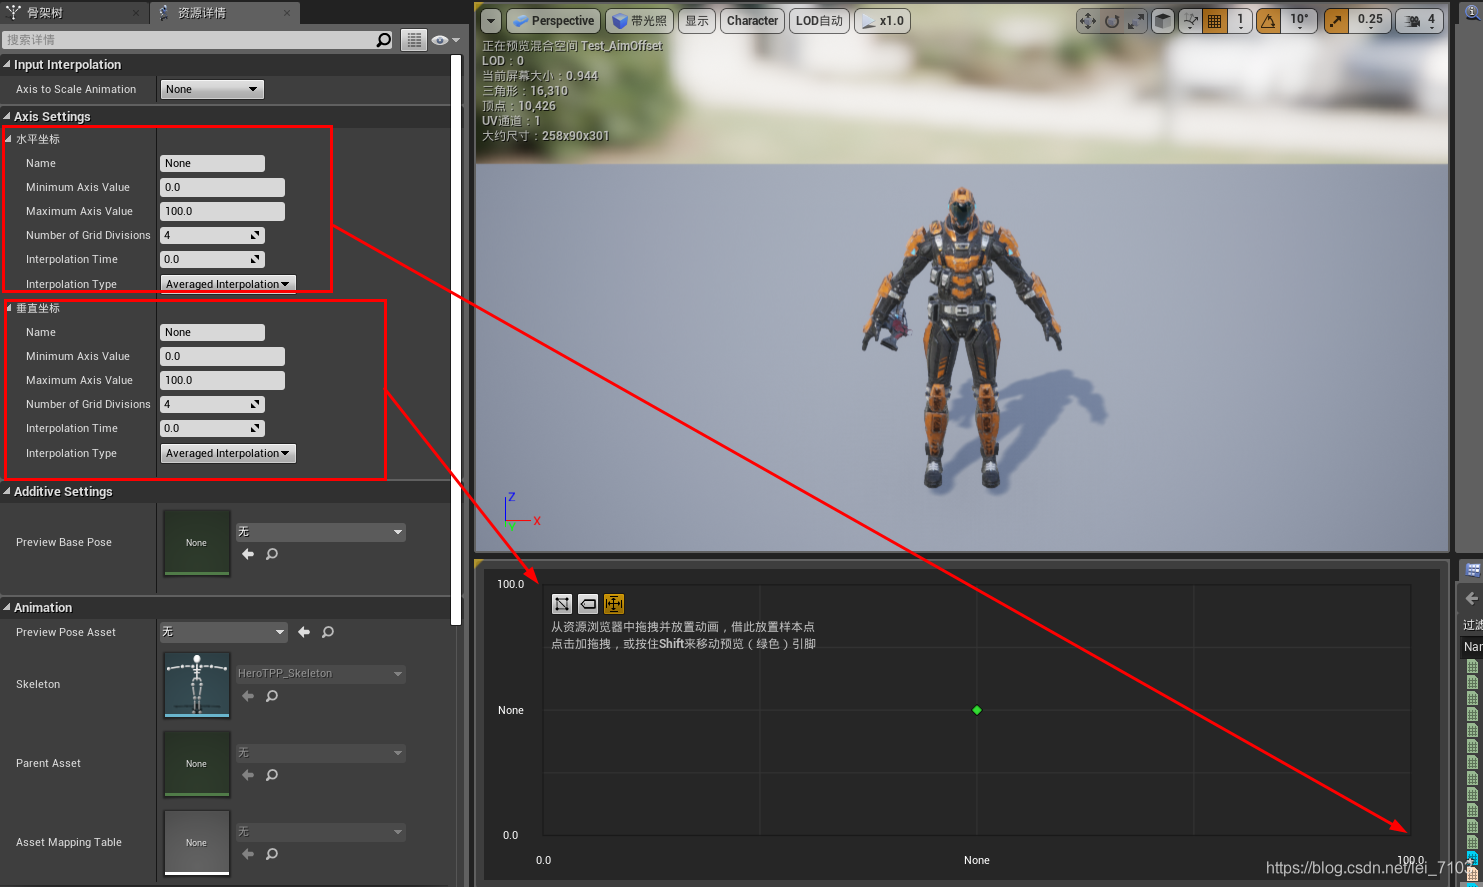 骨架树
资源详情
搜索详情
Input Interpolation
Axis to Scale Animation None
Axis Settings
水平坐标
Name None
Minimum Axis Value 0.0
Maximum Axis Value 100.0
Number of Grid Divisions 4
Interpolation Time 0.0
Interpolation Type Averaged Interpolation
垂直坐标
Name None
Minimum Axis Value 0.0
Maximum Axis Value 100.0
Number of Grid Divisions 4
Interpolation Time 0.0
Interpolation Type Averaged Interpolation
Additive Settings
Preview Base Pose None 无
Animation
Preview Pose Asset 无
Skeleton HeroTPP_Skeleton
Parent Asset None 无
Asset Mapping Table None 无
Perspective 带光照 显示 Character LOD自动 x1.0 1 10° 0.25 4
正在预览混合空间 Test_AimOffset
LOD：0
当前屏幕大小：0.944
三角形：16,310
顶点：10,426
UV通道：1
大约尺寸：258x90x301
Z
X
100.0
从资源浏览器中拖拽并放置动画，借此放置样本点
点击加拖拽，或按住Shift来移动预览（绿色）引脚
None
0.0
0.0 None 100.0
过滤
Nar
https://blog.csdn.net/lei_7103